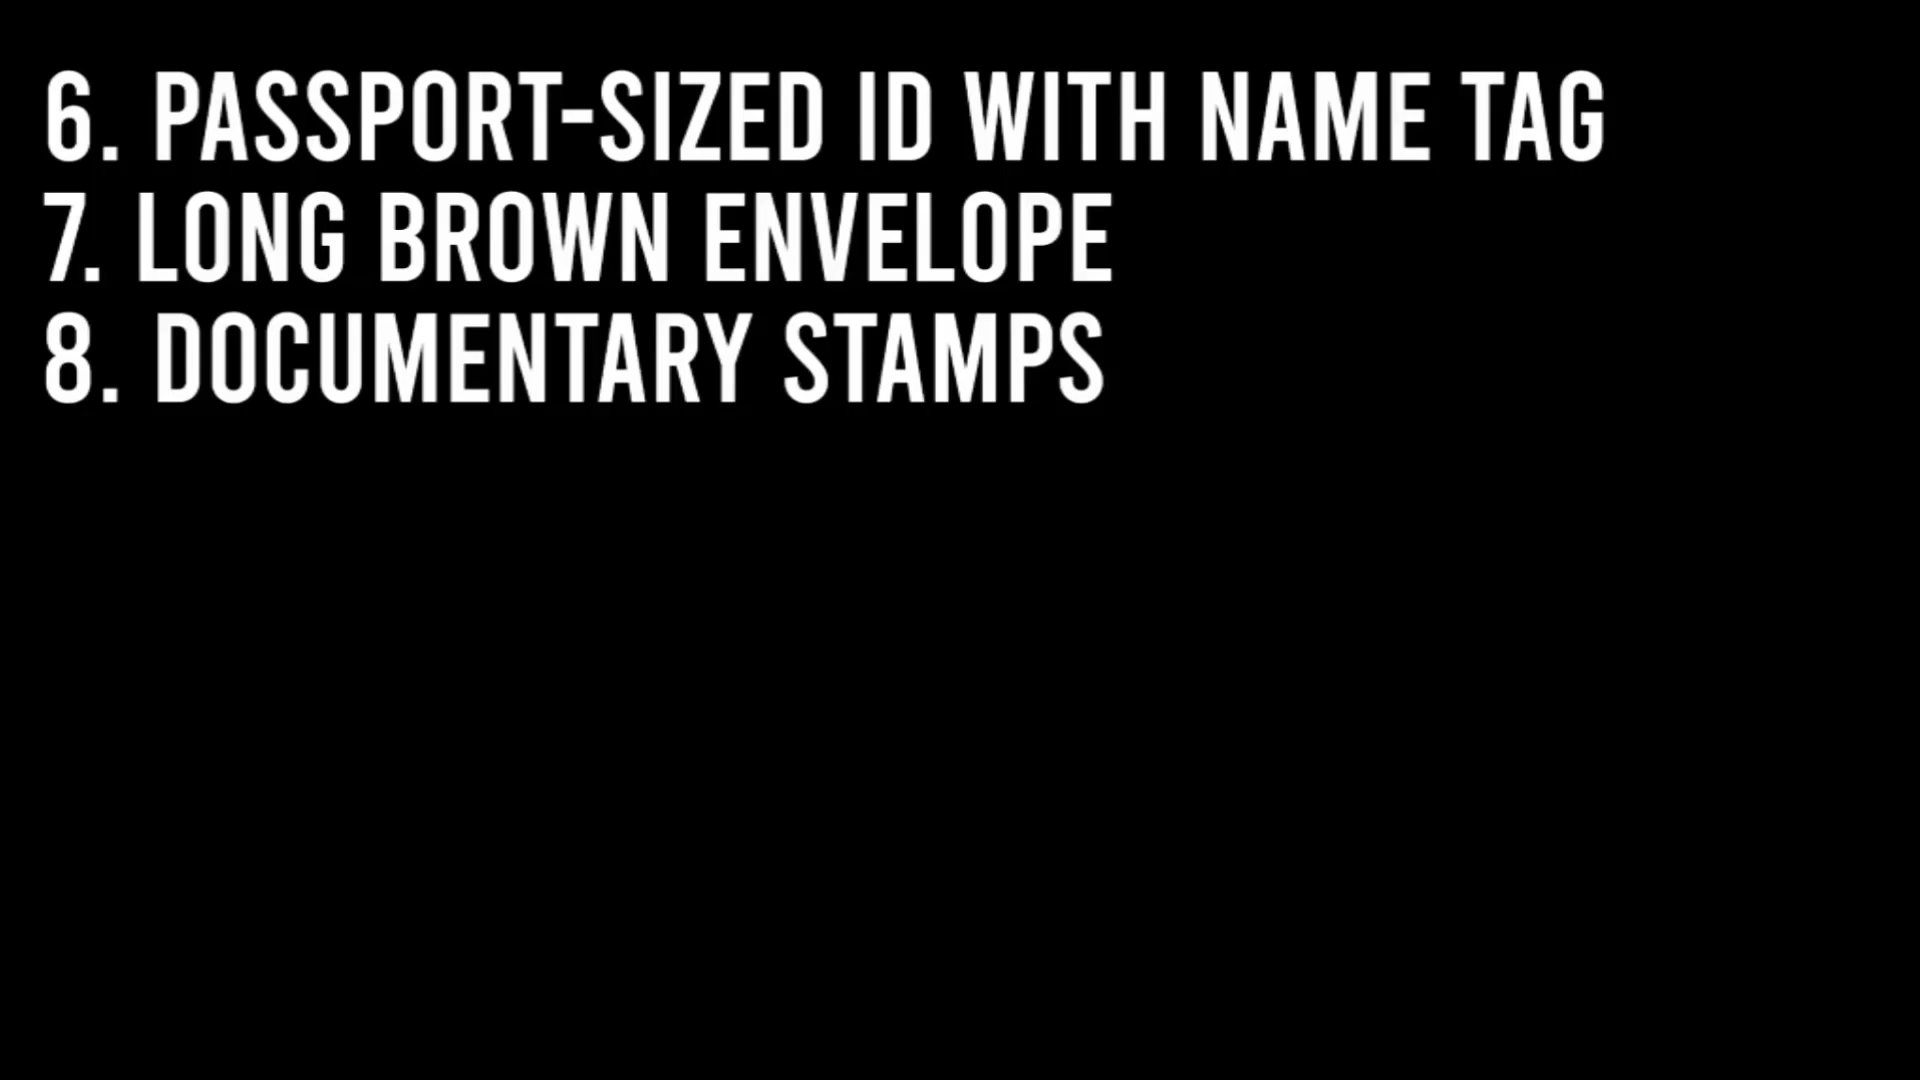 6. PASSPORT-SIZED ID WITH NAME TAG
7. LONG BROWN ENVELOPE
8. DOCUMENTARY STAMPS